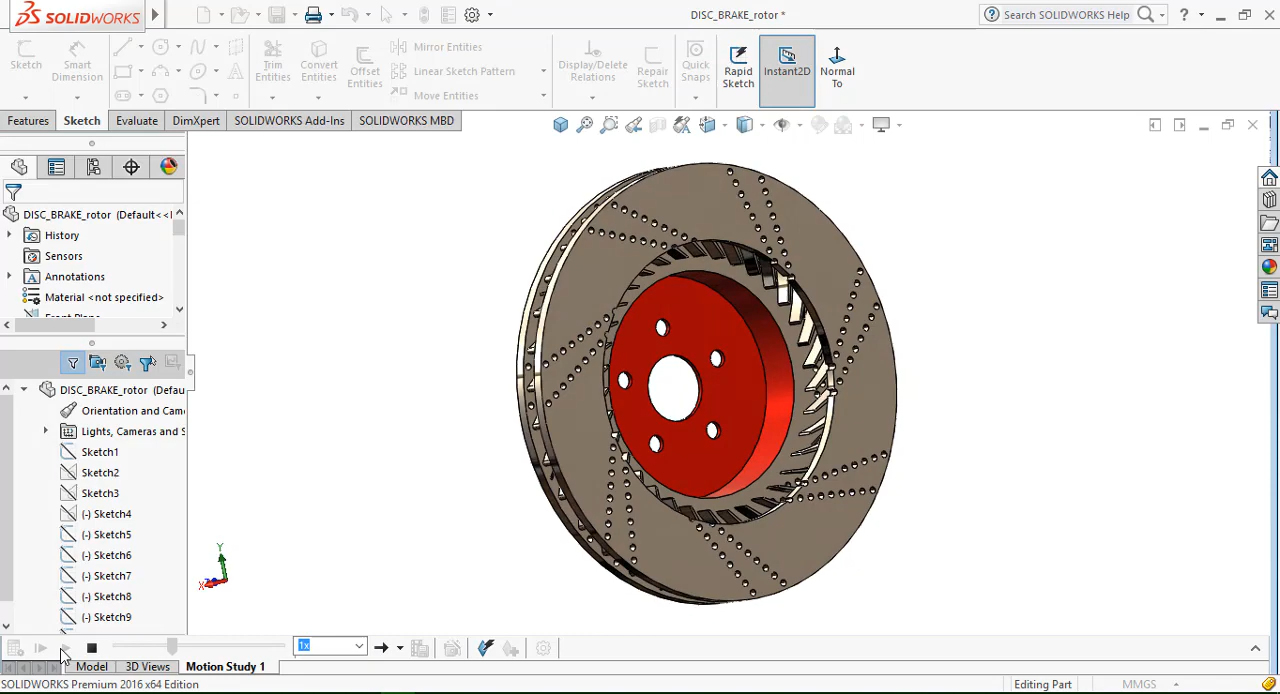 SOLIDWORKS
DISC_BRAKE_rotor *
Search SOLIDWORKS Help
?
Sketch
Smart Dimension
Trim Entities
Convert Entities
Offset Entities
Mirror Entities
Linear Sketch Pattern
Move Entities
Display/Delete Relations
Repair Sketch
Quick Snaps
Rapid Sketch
Instant2D
Normal To
Features
Sketch
Evaluate
DimXpert
SOLIDWORKS Add-Ins
SOLIDWORKS MBD
DISC_BRAKE_rotor (Default<<I
History
Sensors
Annotations
Material <not specified>
Front Plane
DISC_BRAKE_rotor (Defau
Orientation and Came
Lights, Cameras and S
Sketch1
Sketch2
Sketch3
(-) Sketch4
(-) Sketch5
(-) Sketch6
(-) Sketch7
(-) Sketch8
(-) Sketch9
Y
X
1x
Model
3D Views
Motion Study 1
SOLIDWORKS Premium 2016 x64 Edition
Editing Part
MMGS